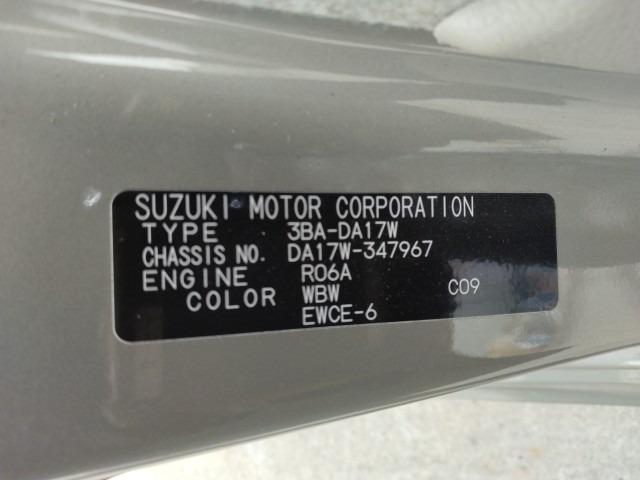 SUZUKI MOTOR CORPORATION
TYPE 3BA-DA17W
CHASSIS NO. DA17W-347967
ENGINE R06A
COLOR WBW C09
EWCE-6